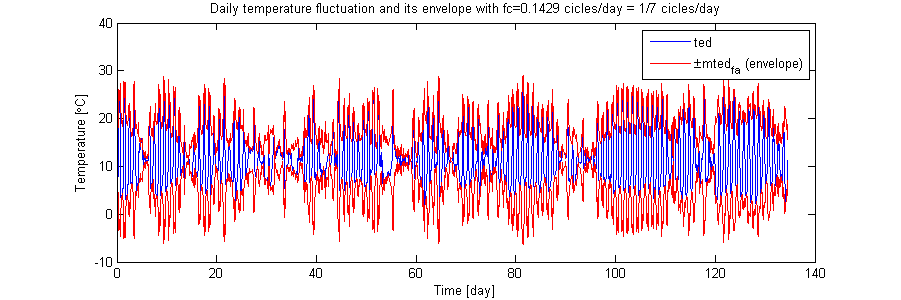 Daily temperature fluctuation and its envelope with fc=0.1429 cicles/day = 1/7 cicles/day
40
30
20
10
0
-10
Temperature [ºC]
ted
±mted_fa (envelope)
0
20
40
60
80
100
120
140
Time [day]